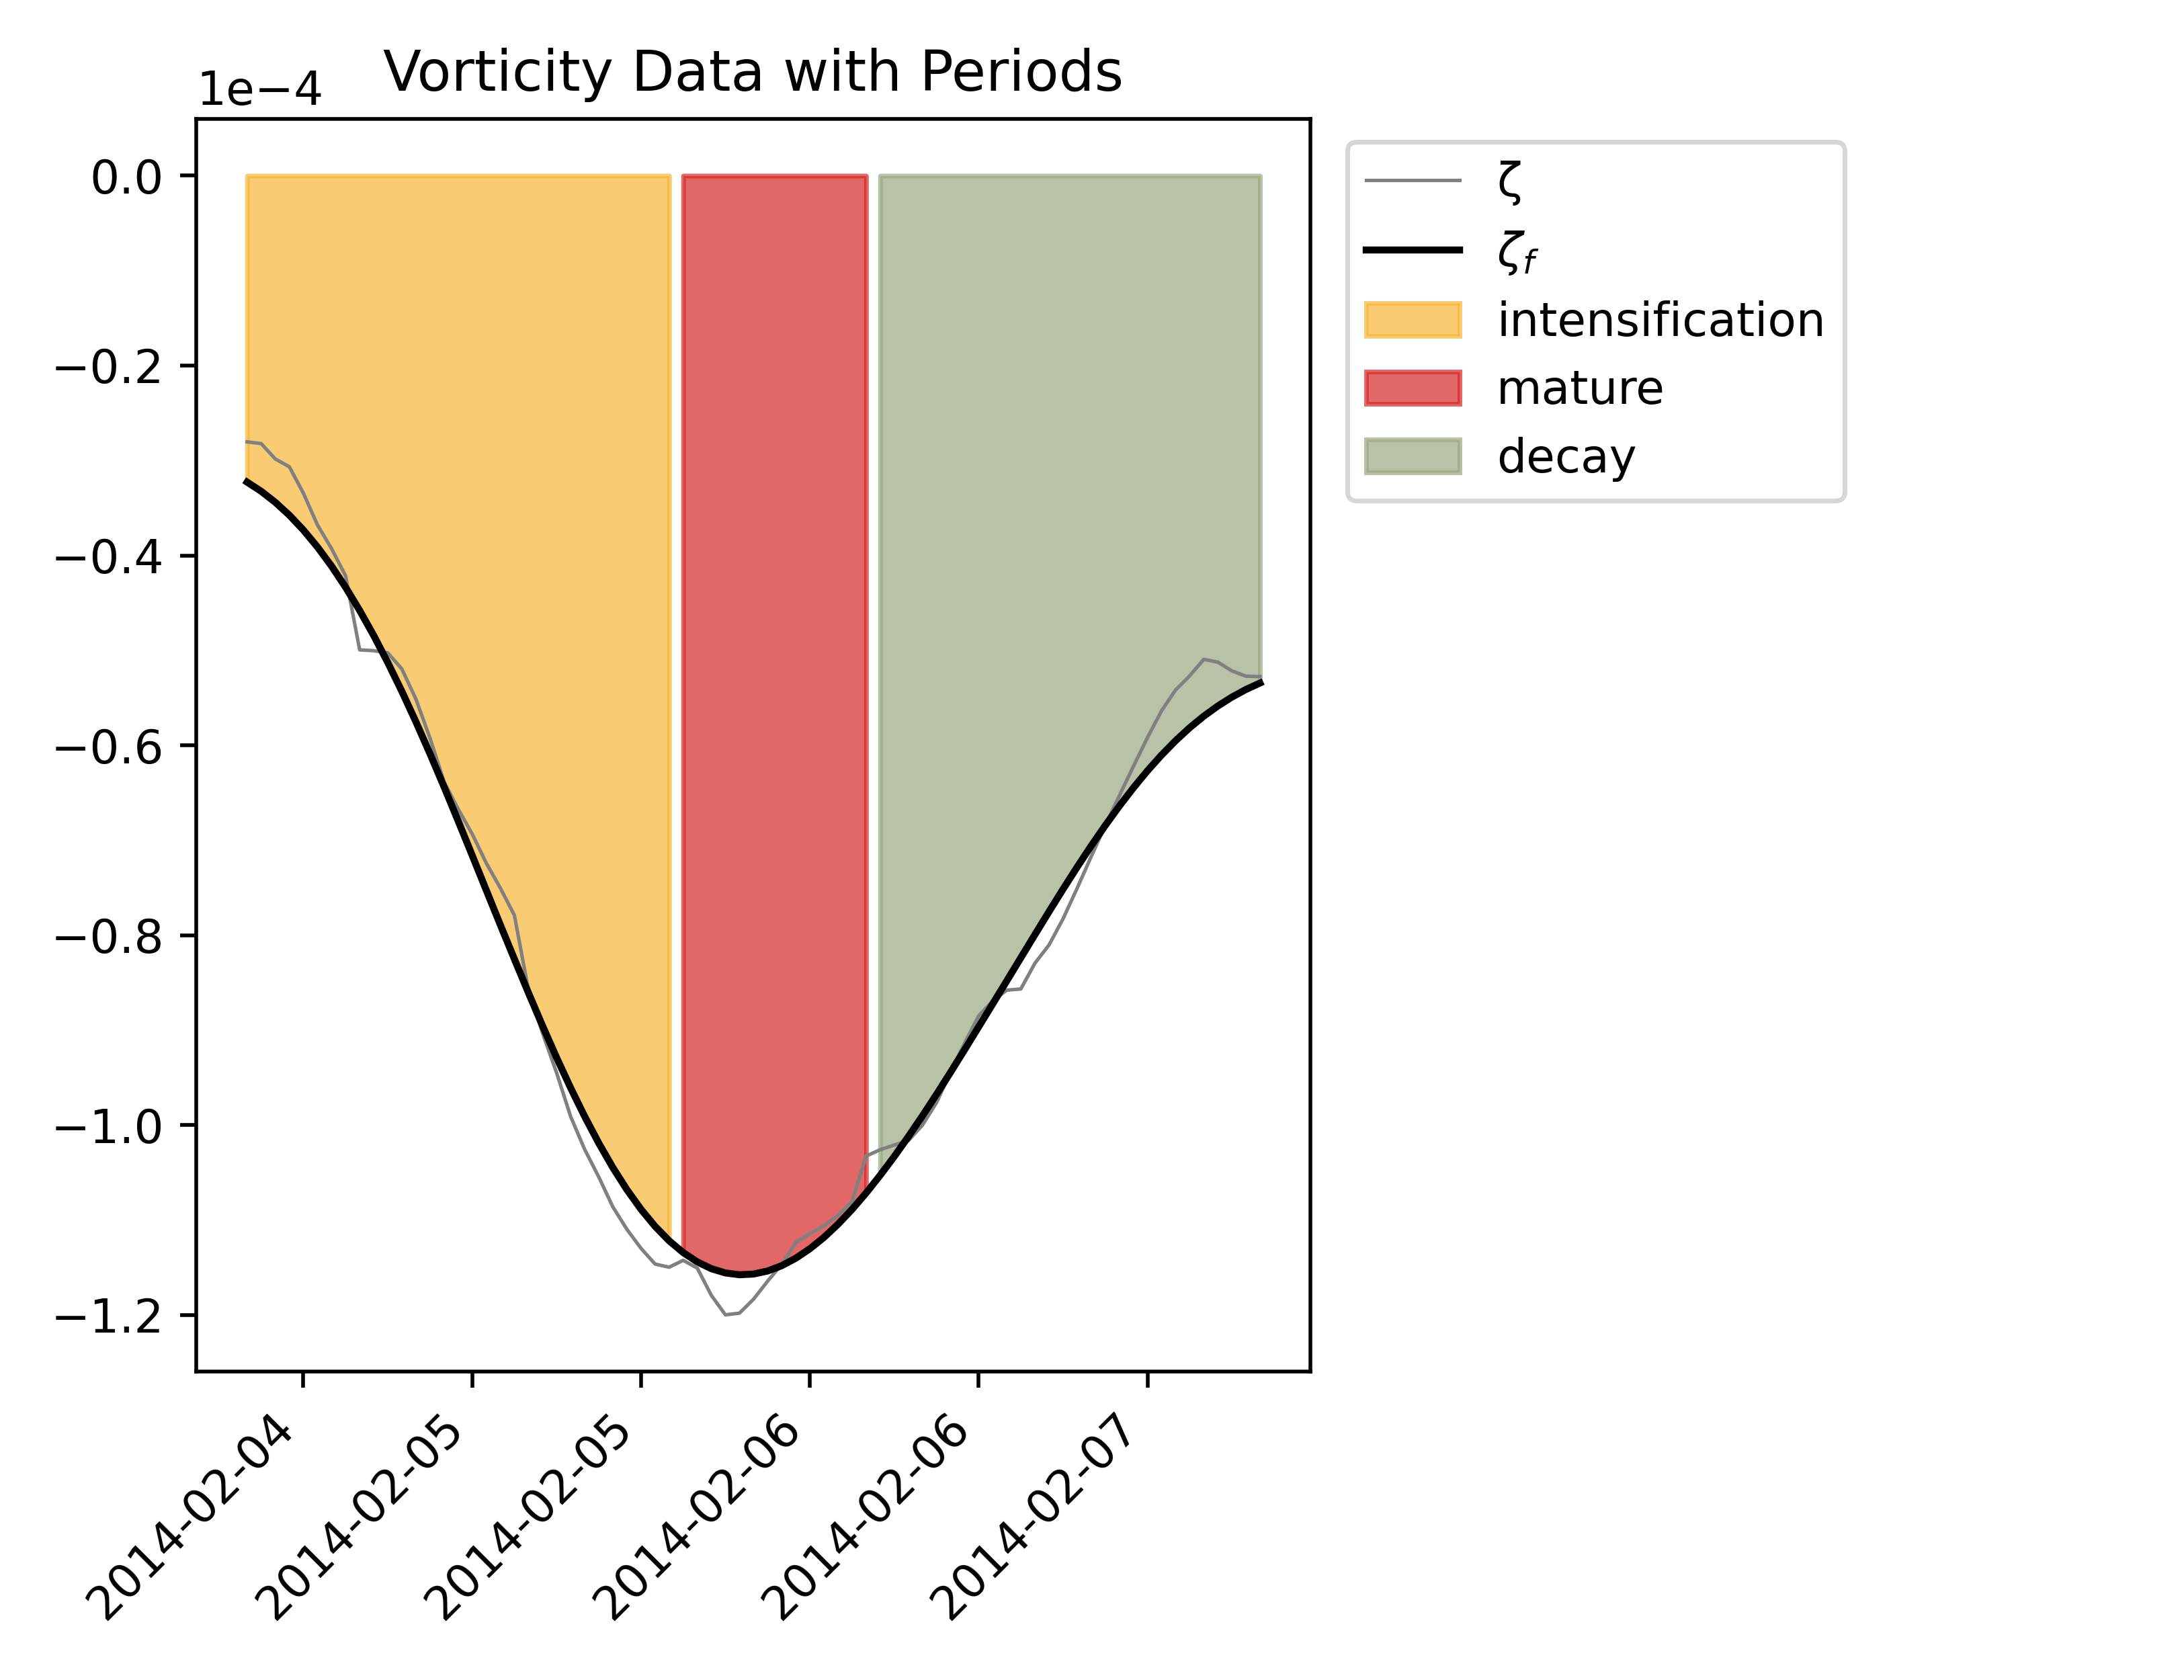 Vorticity Data with Periods
1e−4
0.0
−0.2
−0.4
−0.6
−0.8
−1.0
−1.2
2014-02-04
2014-02-05
2014-02-05
2014-02-06
2014-02-06
2014-02-07
ζ
ζf
intensification
mature
decay